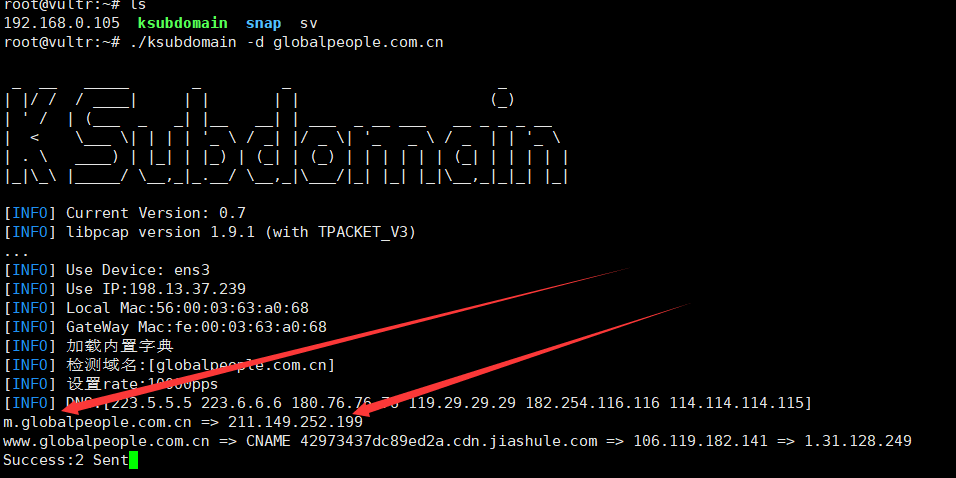 root@vultr:~# ls
192.168.0.105 ksubdomain snap sv
root@vultr:~# ./ksubdomain -d globalpeople.com.cn
KSubdomain
[INFO] Current Version: 0.7
[INFO] libpcap version 1.9.1 (with TPACKET_V3)
...
[INFO] Use Device: ens3
[INFO] Use IP:198.13.37.239
[INFO] Local Mac:56:00:03:63:a0:68
[INFO] GateWay Mac:fe:00:03:63:a0:68
[INFO] 加载内置字典
[INFO] 检测域名:[globalpeople.com.cn]
[INFO] 设置rate:10000pps
[INFO] DNS:[223.5.5.5 223.6.6.6 180.76.76.76 119.29.29.29 182.254.116.116 114.114.114.115]
m.globalpeople.com.cn => 211.149.252.199
www.globalpeople.com.cn => CNAME 42973437dc89ed2a.cdn.jiashule.com => 106.119.182.141 => 1.31.128.249
Success:2 Sent